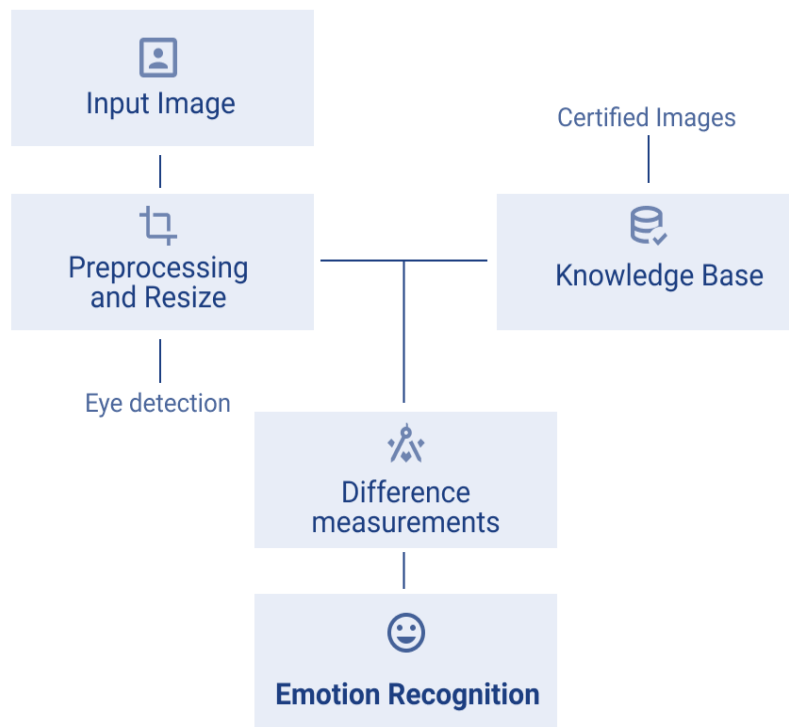 Input Image
Certified Images
Preprocessing
and Resize
Knowledge Base
Eye detection
Difference
measurements
Emotion Recognition